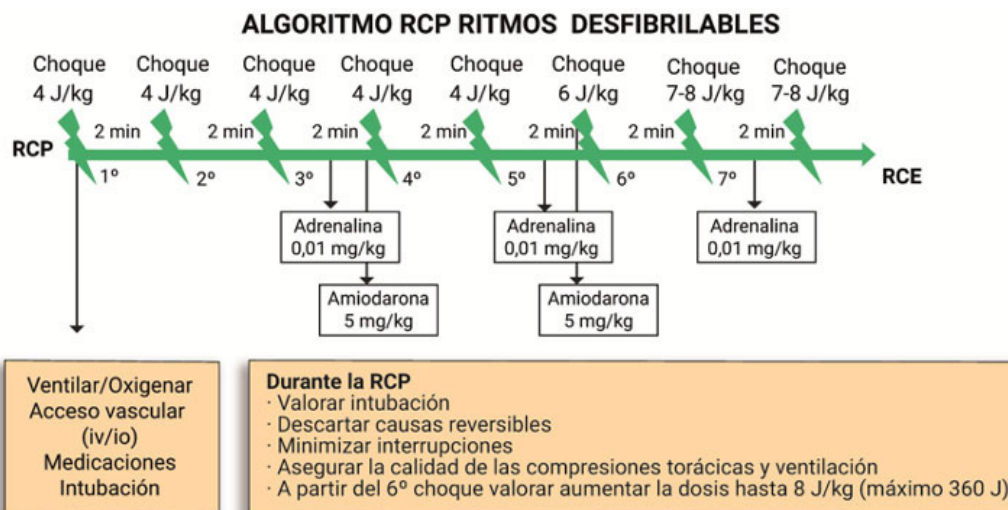 ALGORITMO RCP RITMOS DESFIBRILABLES
Choque
4 J/kg
Choque
4 J/kg
Choque
4 J/kg
Choque
4 J/kg
Choque
4 J/kg
Choque
6 J/kg
Choque
7-8 J/kg
Choque
7-8 J/kg
2 min
2 min
2 min
2 min
2 min
2 min
2 min
RCP
1º
2º
3º
4º
5º
6º
7º
RCE
Adrenalina
0,01 mg/kg
Adrenalina
0,01 mg/kg
Adrenalina
0,01 mg/kg
Amiodarona
5 mg/kg
Amiodarona
5 mg/kg
Ventilar/Oxigenar
Acceso vascular
(iv/io)
Medicaciones
Intubación
Durante la RCP
· Valorar intubación
· Descartar causas reversibles
· Minimizar interrupciones
· Asegurar la calidad de las compresiones torácicas y ventilación
· A partir del 6º choque valorar aumentar la dosis hasta 8 J/kg (máximo 360 J)